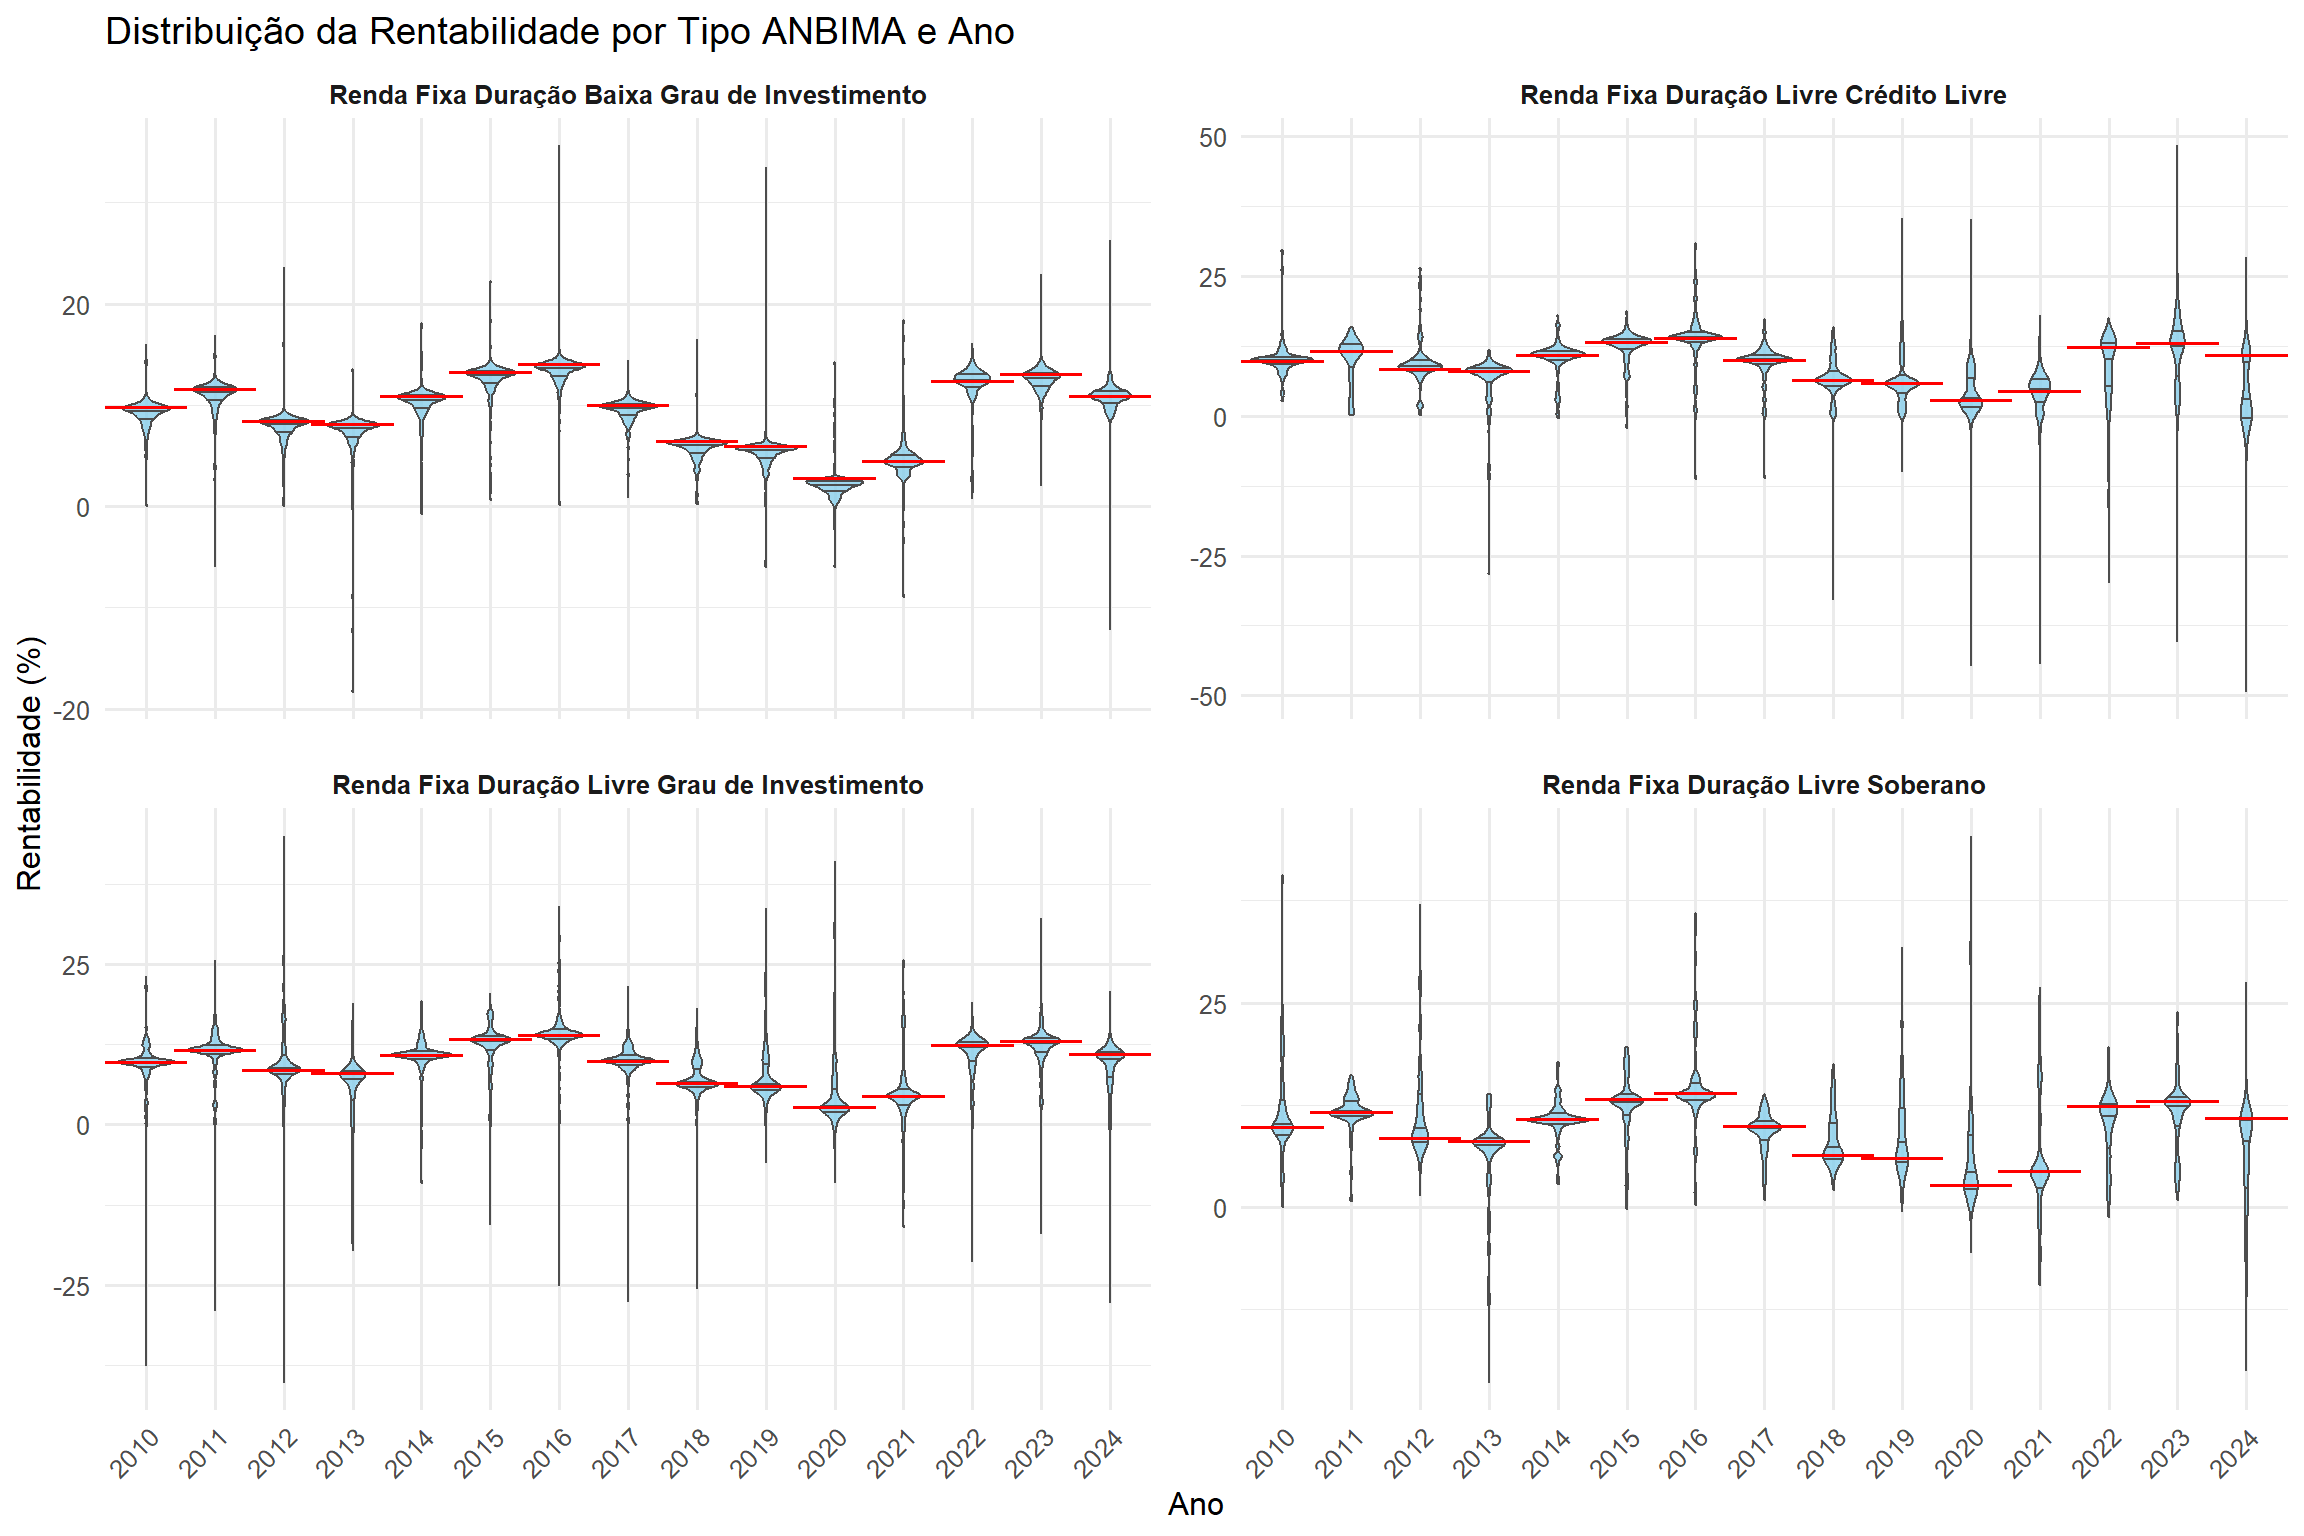 Distribuição da Rentabilidade por Tipo ANBIMA e Ano
Renda Fixa Duração Baixa Grau de Investimento
Renda Fixa Duração Livre Crédito Livre
20
0
-20
50
25
0
-25
-50
Rentabilidade (%)
Renda Fixa Duração Livre Grau de Investimento
Renda Fixa Duração Livre Soberano
25
0
-25
25
0
2010 2011 2012 2013 2014 2015 2016 2017 2018 2019 2020 2021 2022 2023 2024
2010 2011 2012 2013 2014 2015 2016 2017 2018 2019 2020 2021 2022 2023 2024
Ano